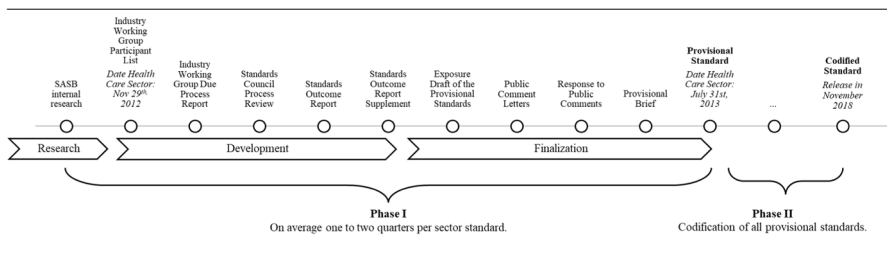 SASB
internal
research
Industry
Working
Group
Participant
List
Date Health
Care Sector:
Nov 29th,
2012
Industry
Working
Group Due
Process
Report
Standards
Council
Process
Review
Standards
Outcome
Report
Standards
Outcome
Report
Supplement
Exposure
Draft of the
Provisional
Standards
Public
Comment
Letters
Response to
Public
Comments
Provisional
Brief
Provisional
Standard
Date Health
Care Sector:
July 31st,
2013
...
Codified
Standard
Release in
November
2018
Research
Development
Finalization
Phase I
On average one to two quarters per sector standard.
Phase II
Codification of all provisional standards.